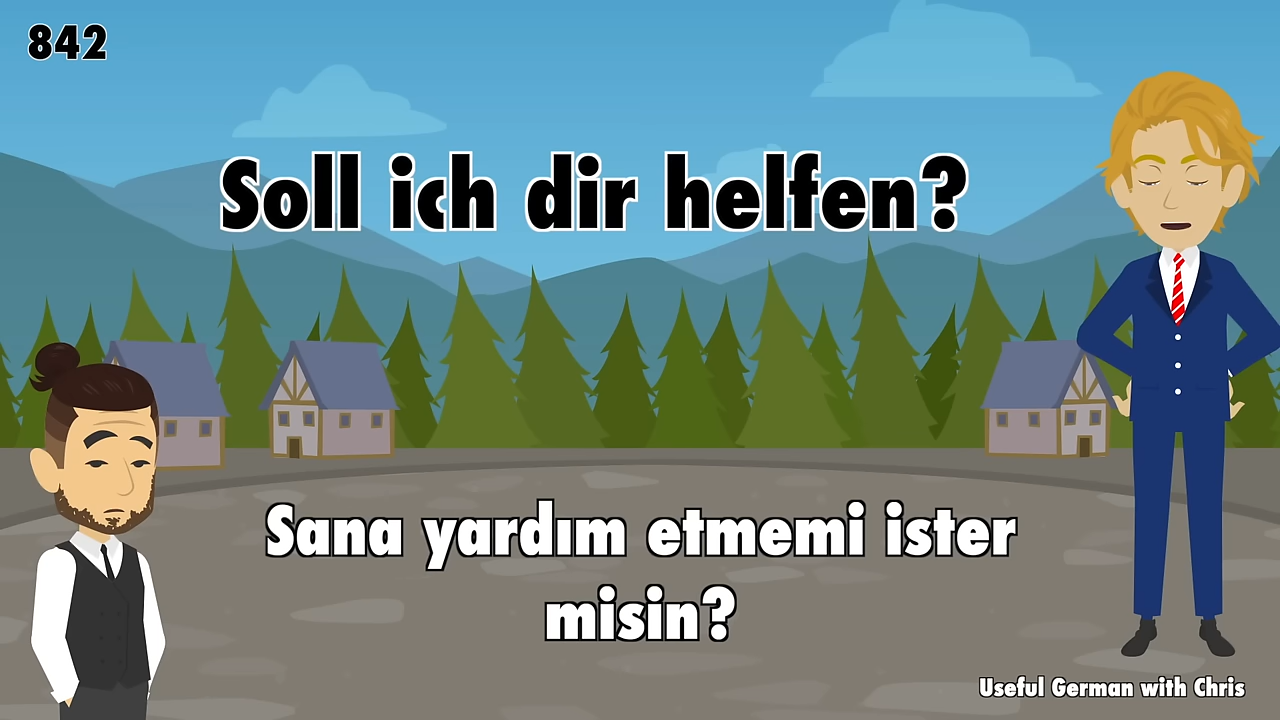 842
Soll ich dir helfen?
Sana yardım etmemi ister
misin?
Useful German with Chris